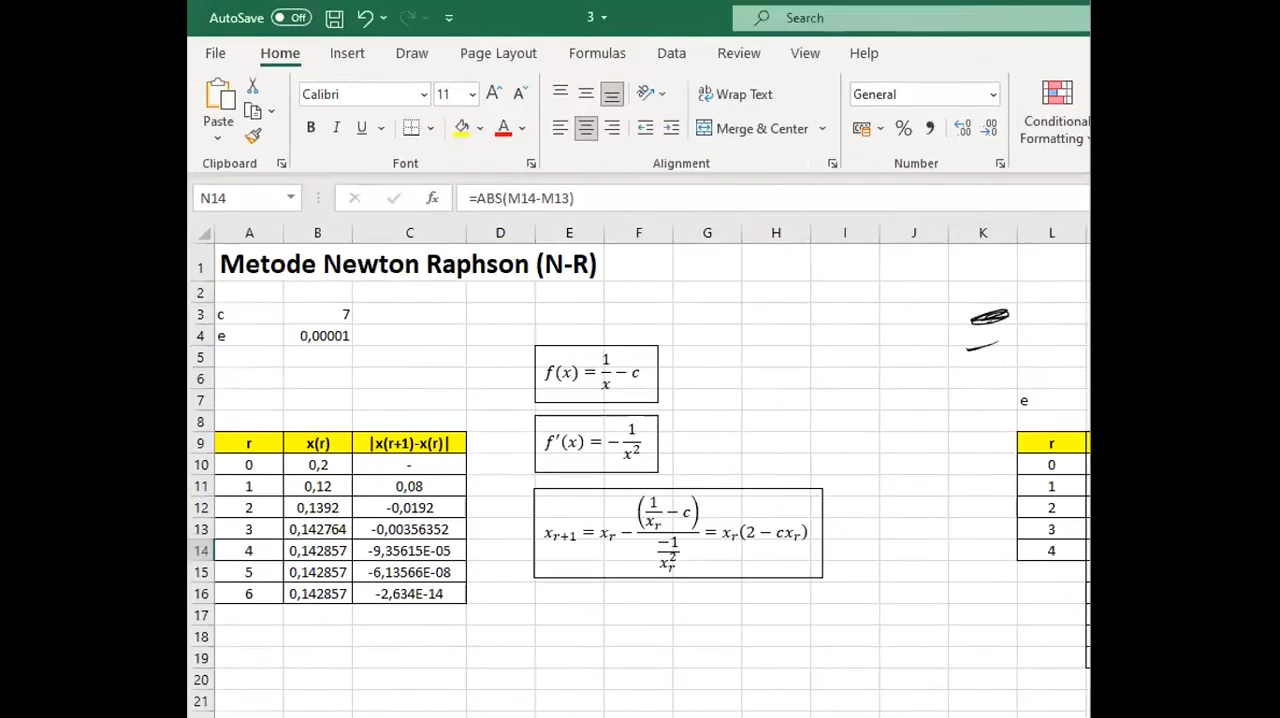 AutoSave Off 3 Search
File Home Insert Draw Page Layout Formulas Data Review View Help
Paste Calibri 11 A^ A˅ Wrap Text General Conditional
B I U A Merge & Center % , Formatting
Clipboard Font Alignment Number
N14 fx =ABS(M14-M13)
A B C D E F G H I J K L
1 Metode Newton Raphson (N-R)
2
3 c 7
4 e 0,00001
5
6 f(x) = 1/x − c
7 e
8
9 r x(r) |x(r+1)-x(r)| f′(x) = −1/x² r
10 0 0,2 - 0
11 1 0,12 0,08 1
12 2 0,1392 -0,0192 2
13 3 0,142764 -0,00356352 x_{r+1} = x_r − (1/x_r − c)/(−1/x_r²) = x_r(2 − cx_r) 3
14 4 0,142857 -9,35615E-05 4
15 5 0,142857 -6,13566E-08
16 6 0,142857 -2,634E-14
17
18
19
20
21